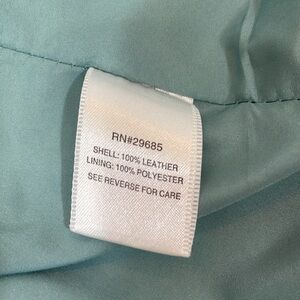 RN#29685
SHELL: 100% LEATHER
LINING: 100% POLYESTER
SEE REVERSE FOR CARE